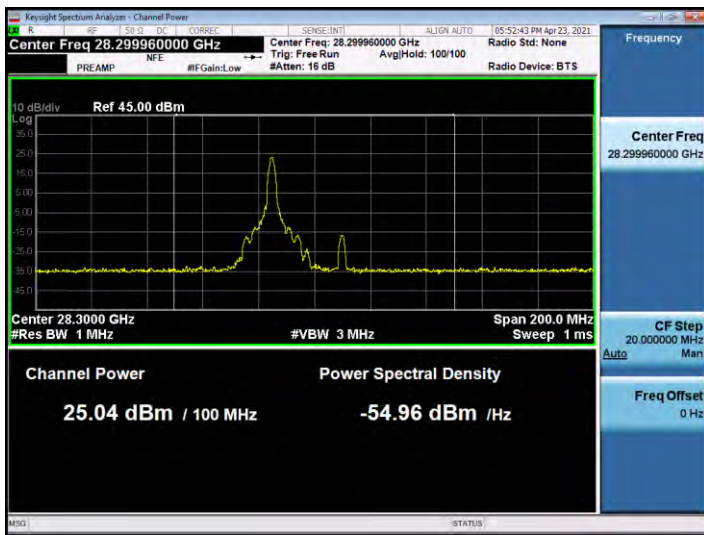 Keysight Spectrum Analyzer - Channel Power
LXI R RF 50 Ω DC CORREC SENSE:INT ALIGN AUTO 05:52:43 PM Apr 23, 2021
Center Freq 28.299960000 GHz
PREAMP NFE #IFGain:Low
Center Freq: 28.299960000 GHz
Trig: Free Run Avg|Hold: 100/100
#Atten: 16 dB
Radio Std: None
Radio Device: BTS
10 dB/div Ref 45.00 dBm
Log
35.0
25.0
15.0
5.00
-5.00
-15.0
-25.0
-35.0
-45.0
Center 28.3000 GHz Span 200.0 MHz
#Res BW 1 MHz #VBW 3 MHz Sweep 1 ms
Channel Power Power Spectral Density
25.04 dBm / 100 MHz -54.96 dBm /Hz
MSG STATUS
Frequency
Center Freq
28.299960000 GHz
CF Step
20.000000 MHz
Auto Man
Freq Offset
0 Hz